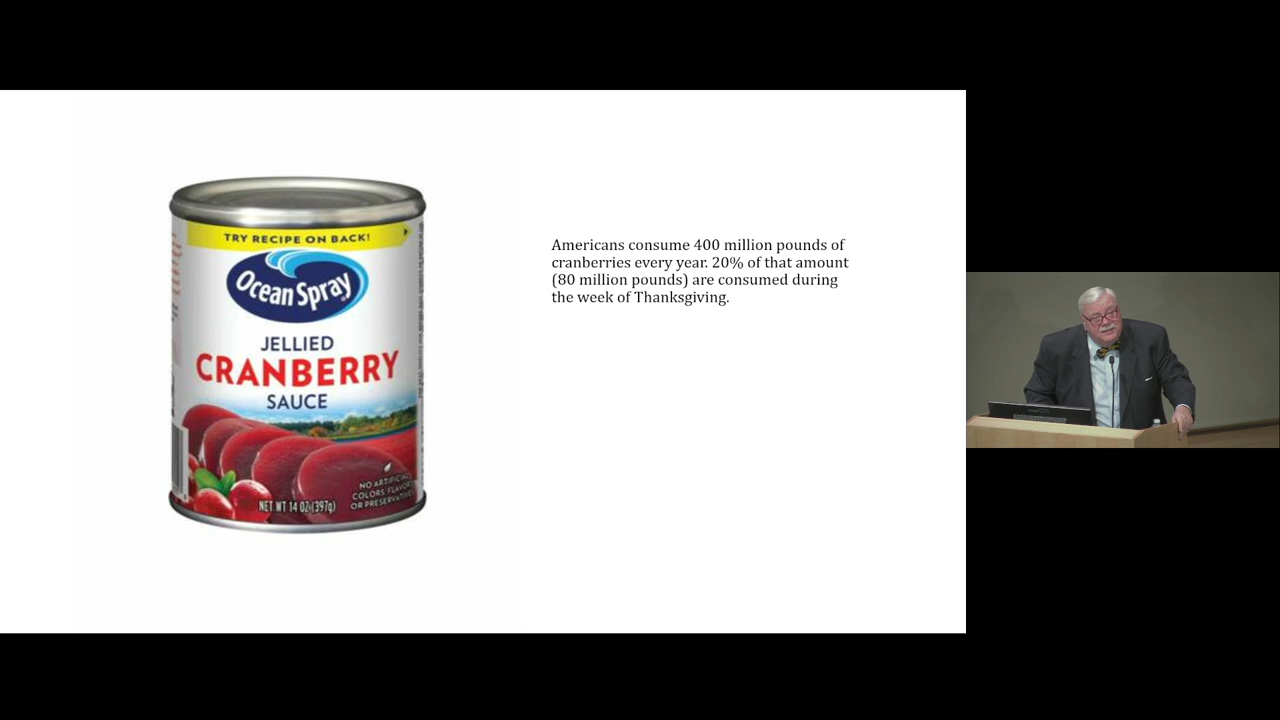 TRY RECIPE ON BACK!
Ocean Spray
JELLIED
CRANBERRY
SAUCE
NO ARTIFICIAL
COLORS FLAVORS
OR PRESERVATIVES
NET WT 14 OZ (397g)
Americans consume 400 million pounds of
cranberries every year. 20% of that amount
(80 million pounds) are consumed during
the week of Thanksgiving.